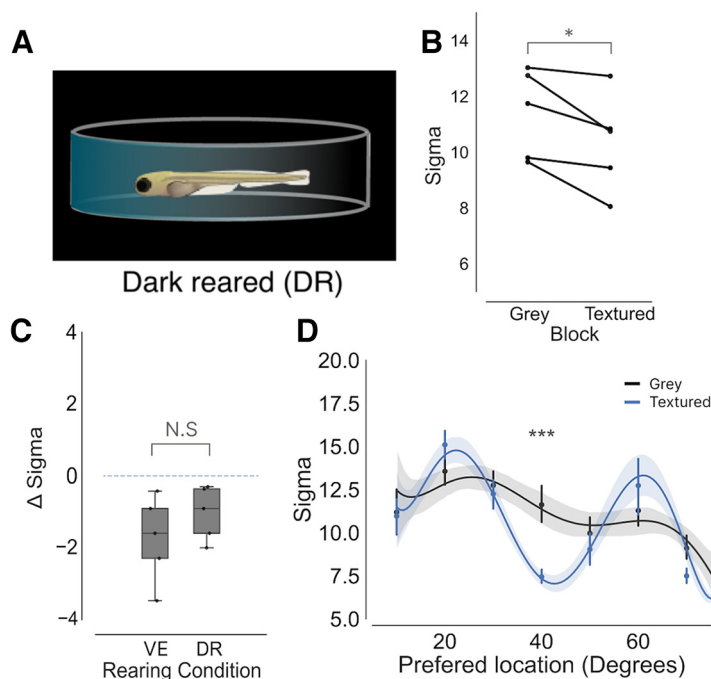 A
Dark reared (DR)
B
14
12
10
8
6
Sigma
*
Grey Textured
Block
C
4
2
0
−2
−4
Δ Sigma
N.S
VE DR
Rearing Condition
D
20.0
17.5
15.0
12.5
10.0
7.5
5.0
Sigma
Grey
Textured
***
20 40 60
Prefered location (Degrees)